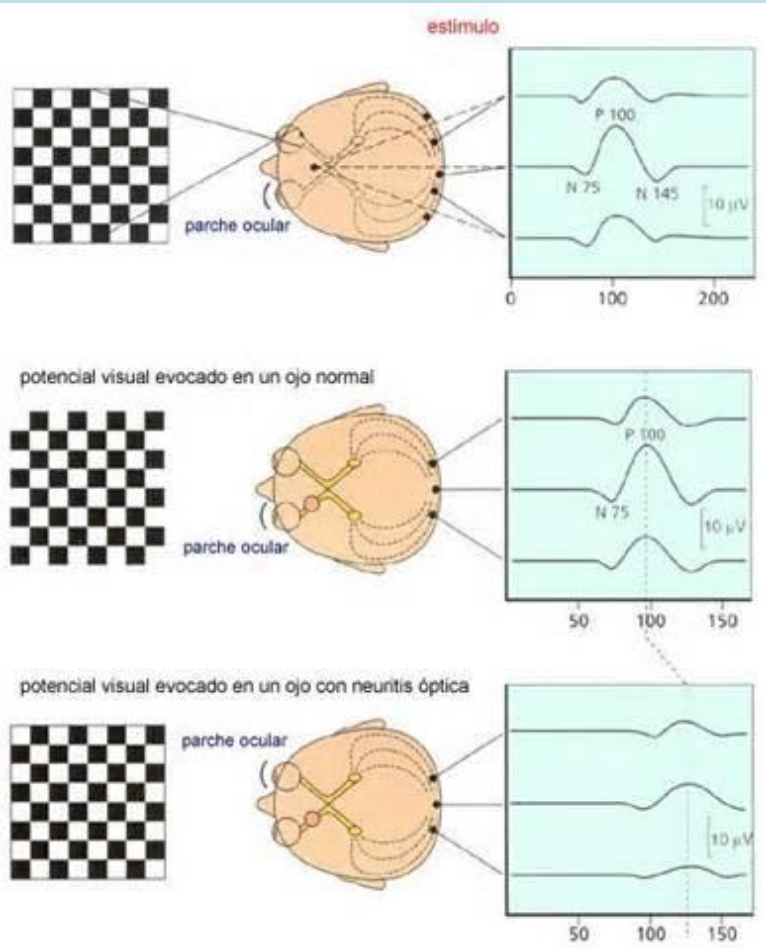 estímulo
P 100
N 75
N 145
10 µV
parche ocular
0
100
200
potencial visual evocado en un ojo normal
P 100
N 75
10 µV
parche ocular
50
100
150
potencial visual evocado en un ojo con neuritis óptica
parche ocular
10 µV
50
100
150